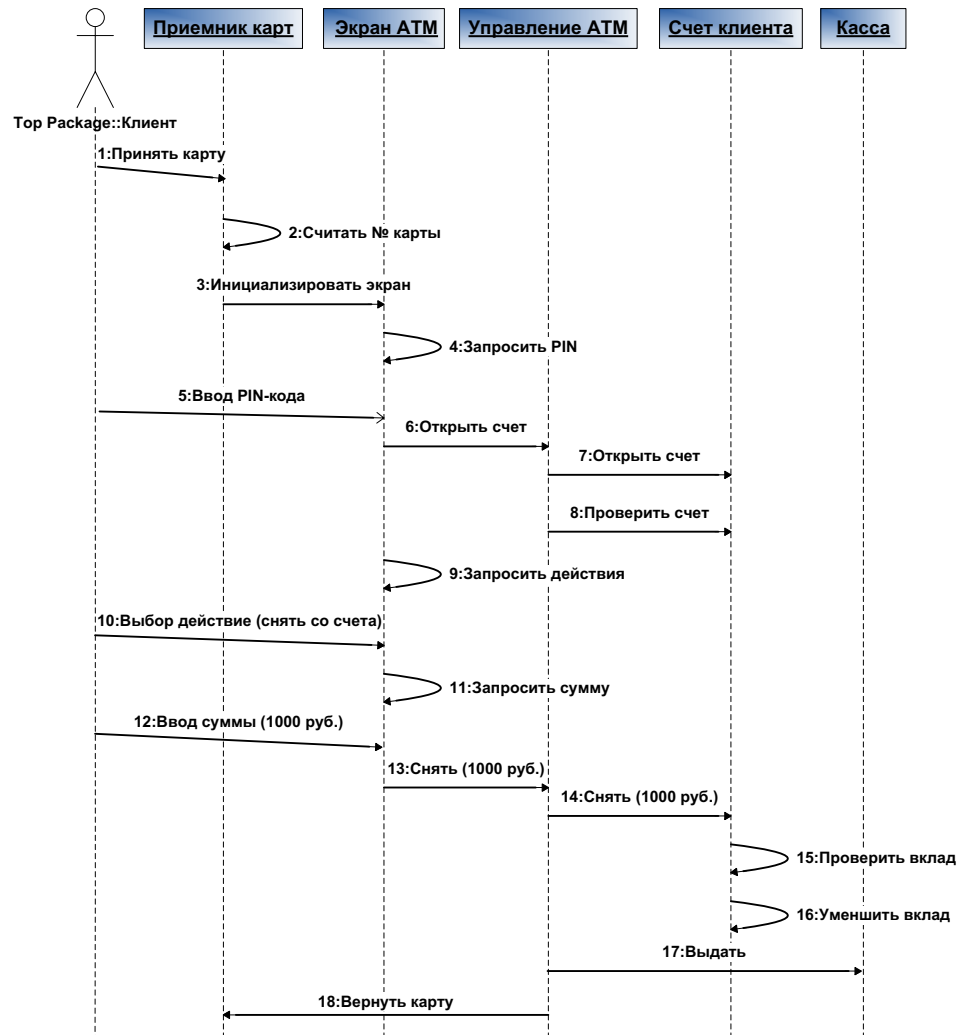 Приемник карт
Экран ATM
Управление ATM
Счет клиента
Касса
Top Package::Клиент
1:Принять карту
2:Считать № карты
3:Инициализировать экран
4:Запросить PIN
5:Ввод PIN-кода
6:Открыть счет
7:Открыть счет
8:Проверить счет
9:Запросить действия
10:Выбор действие (снять со счета)
11:Запросить сумму
12:Ввод суммы (1000 руб.)
13:Снять (1000 руб.)
14:Снять (1000 руб.)
15:Проверить вклад
16:Уменшить вклад
17:Выдать
18:Вернуть карту